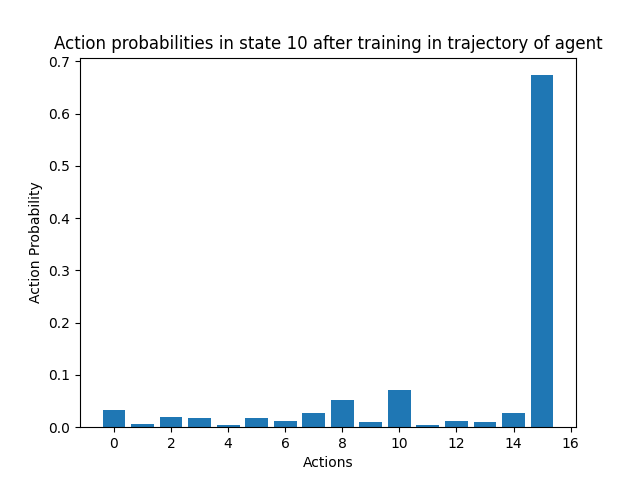 Action probabilities in state 10 after training in trajectory of agent
0.7
0.6
0.5
0.4
0.3
0.2
0.1
0.0
Action Probability
0 2 4 6 8 10 12 14 16
Actions